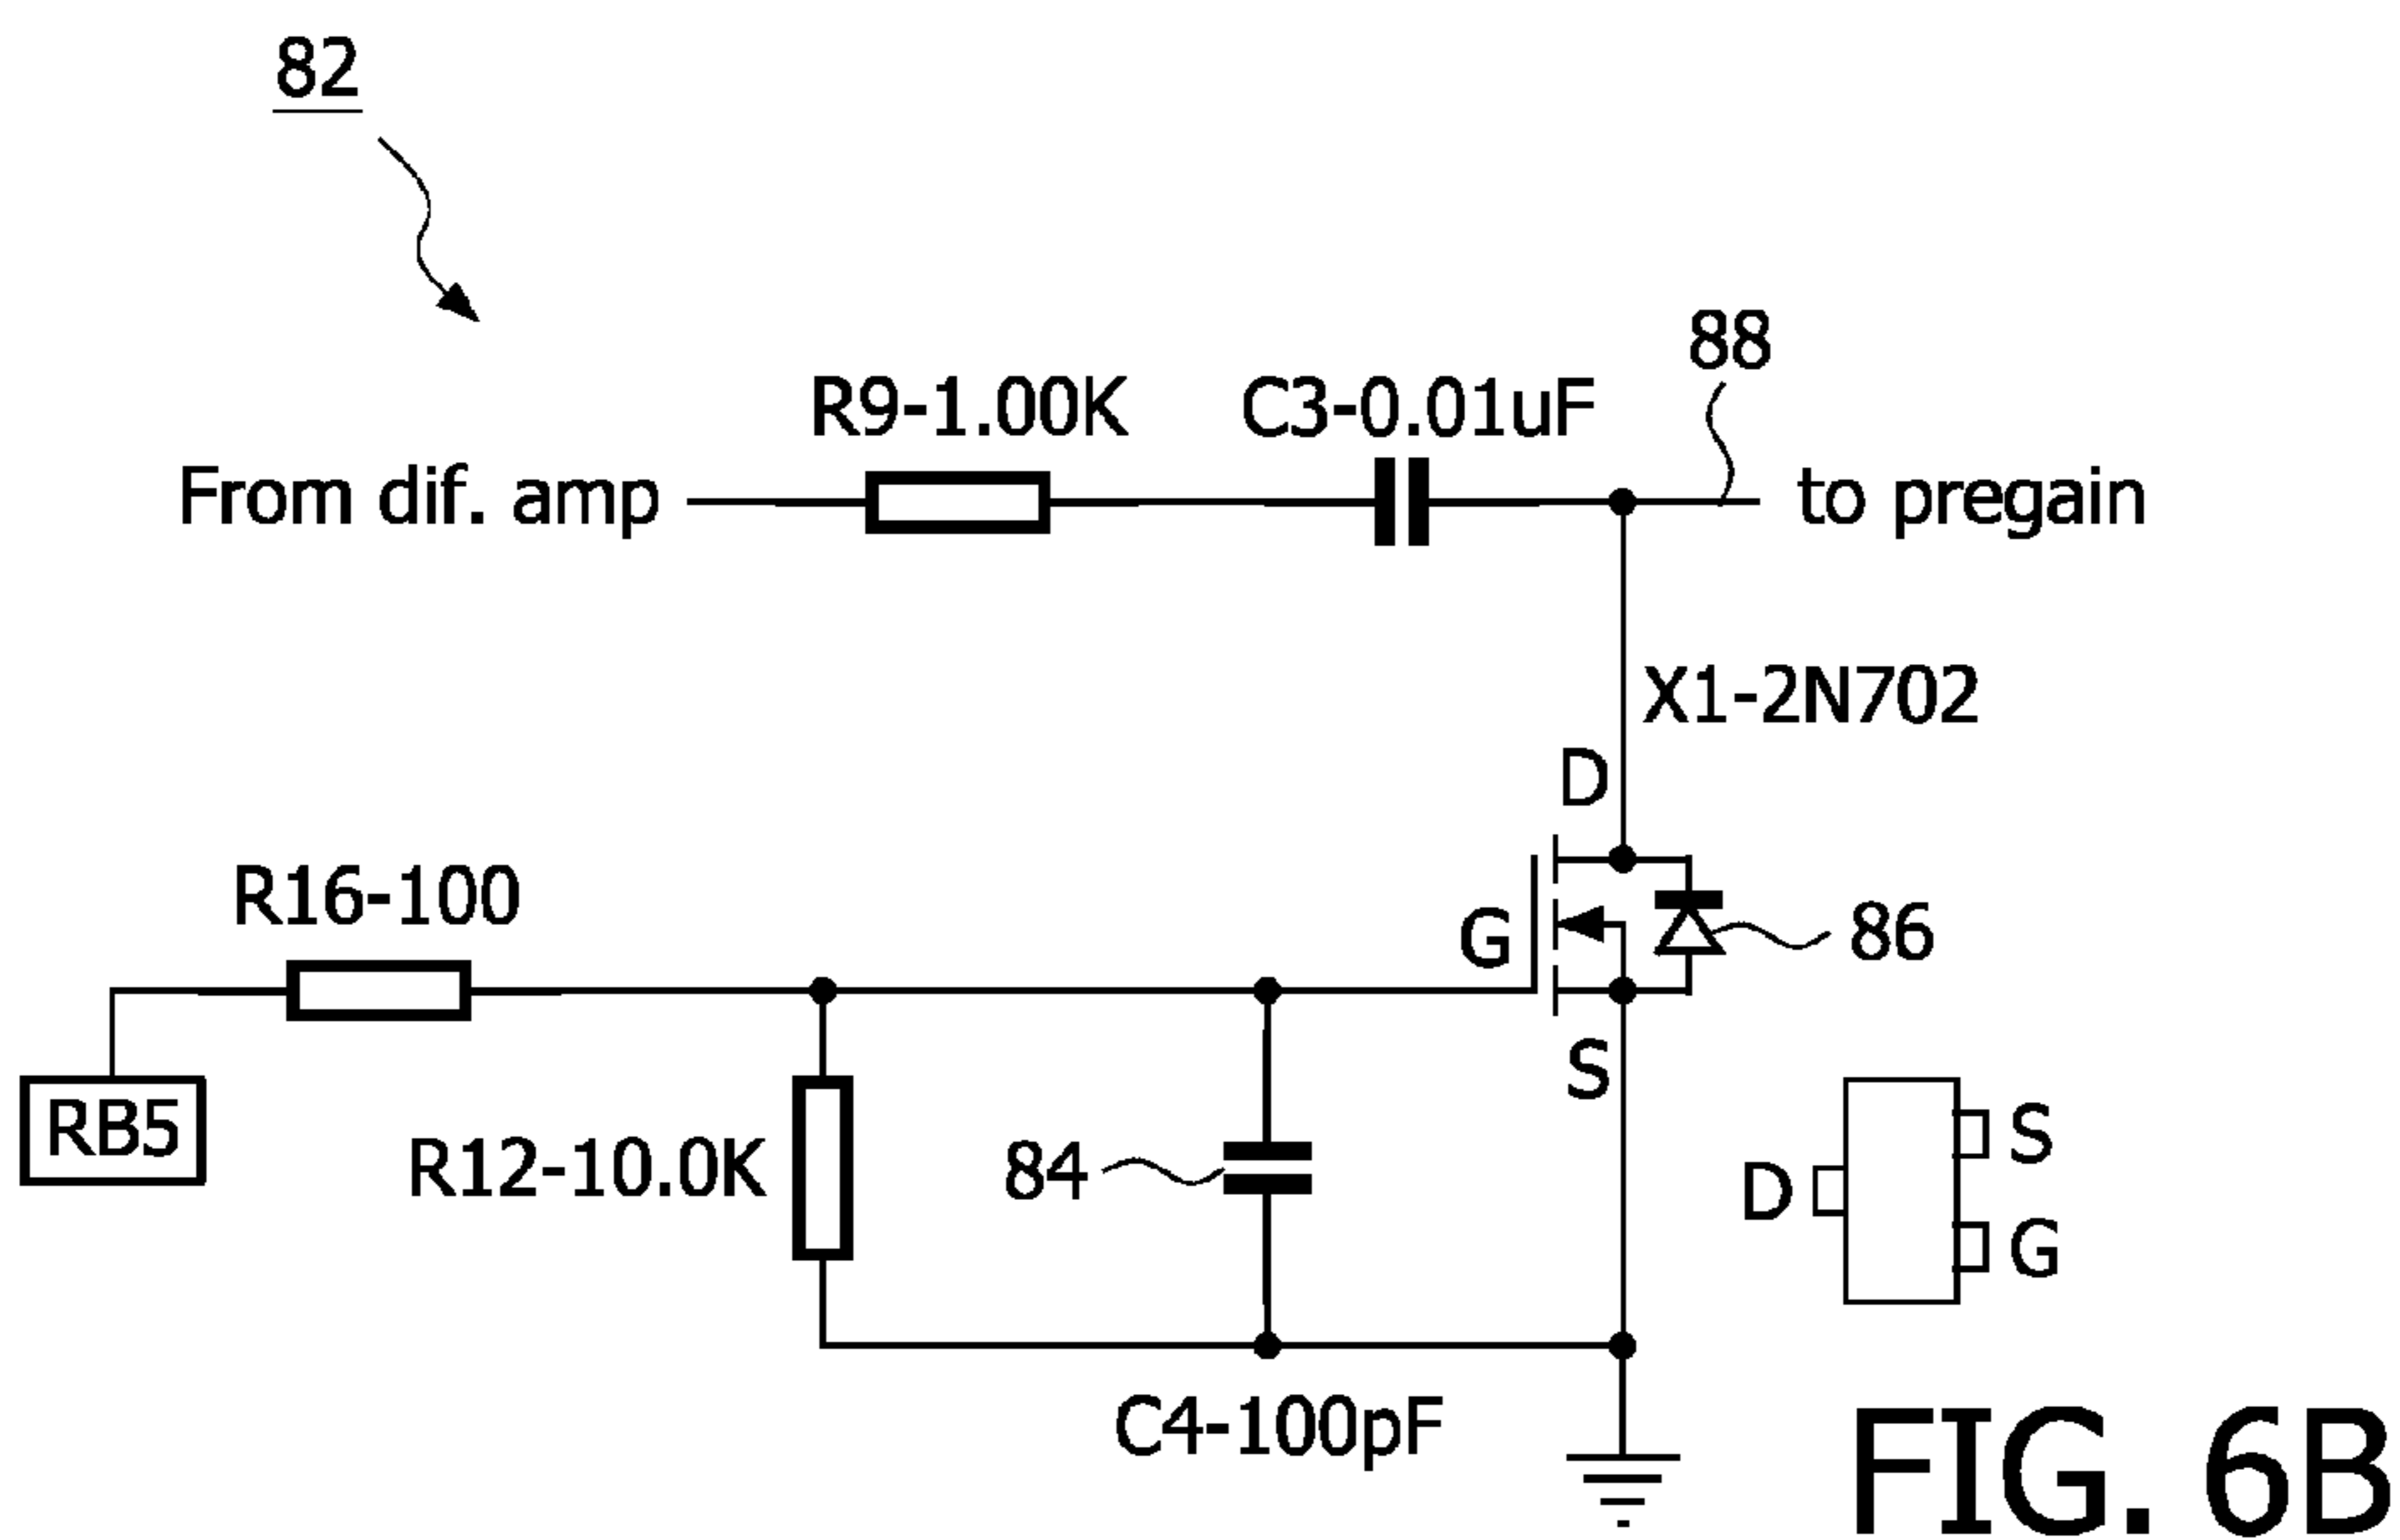 82
88
R9-1.00K
C3-0.01uF
From dif. amp
to pregain
X1-2N702
D
R16-100
G
86
S
RB5
R12-10.0K
84
D
S
G
C4-100pF
FIG. 6B